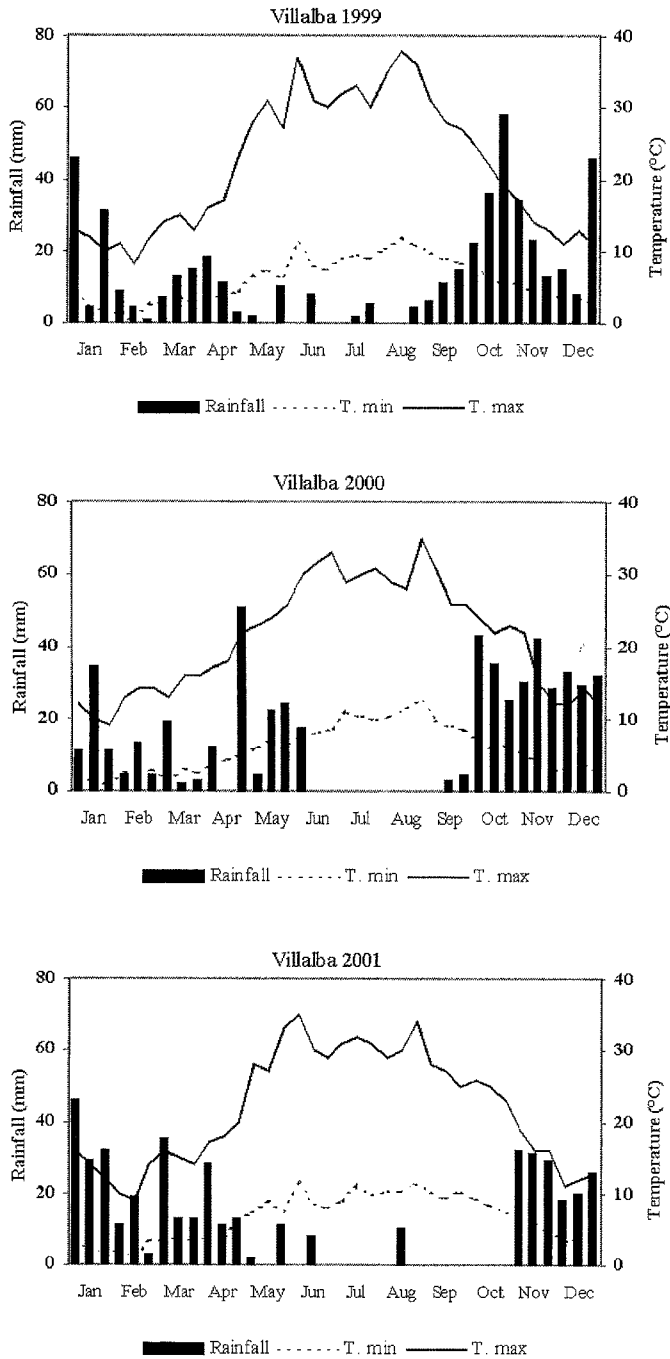 Villalba 1999
80
60
40
20
0
Rainfall (mm)
40
30
20
10
0
Temperature (°C)
Jan Feb Mar Apr May Jun Jul Aug Sep Oct Nov Dec
Rainfall T. min T. max
Villalba 2000
80
60
40
20
0
Rainfall (mm)
40
30
20
10
0
Temperature (°C)
Jan Feb Mar Apr May Jun Jul Aug Sep Oct Nov Dec
Rainfall T. min T. max
Villalba 2001
80
60
40
20
0
Rainfall (mm)
40
30
20
10
0
Temperature (°C)
Jan Feb Mar Apr May Jun Jul Aug Sep Oct Nov Dec
Rainfall T. min T. max